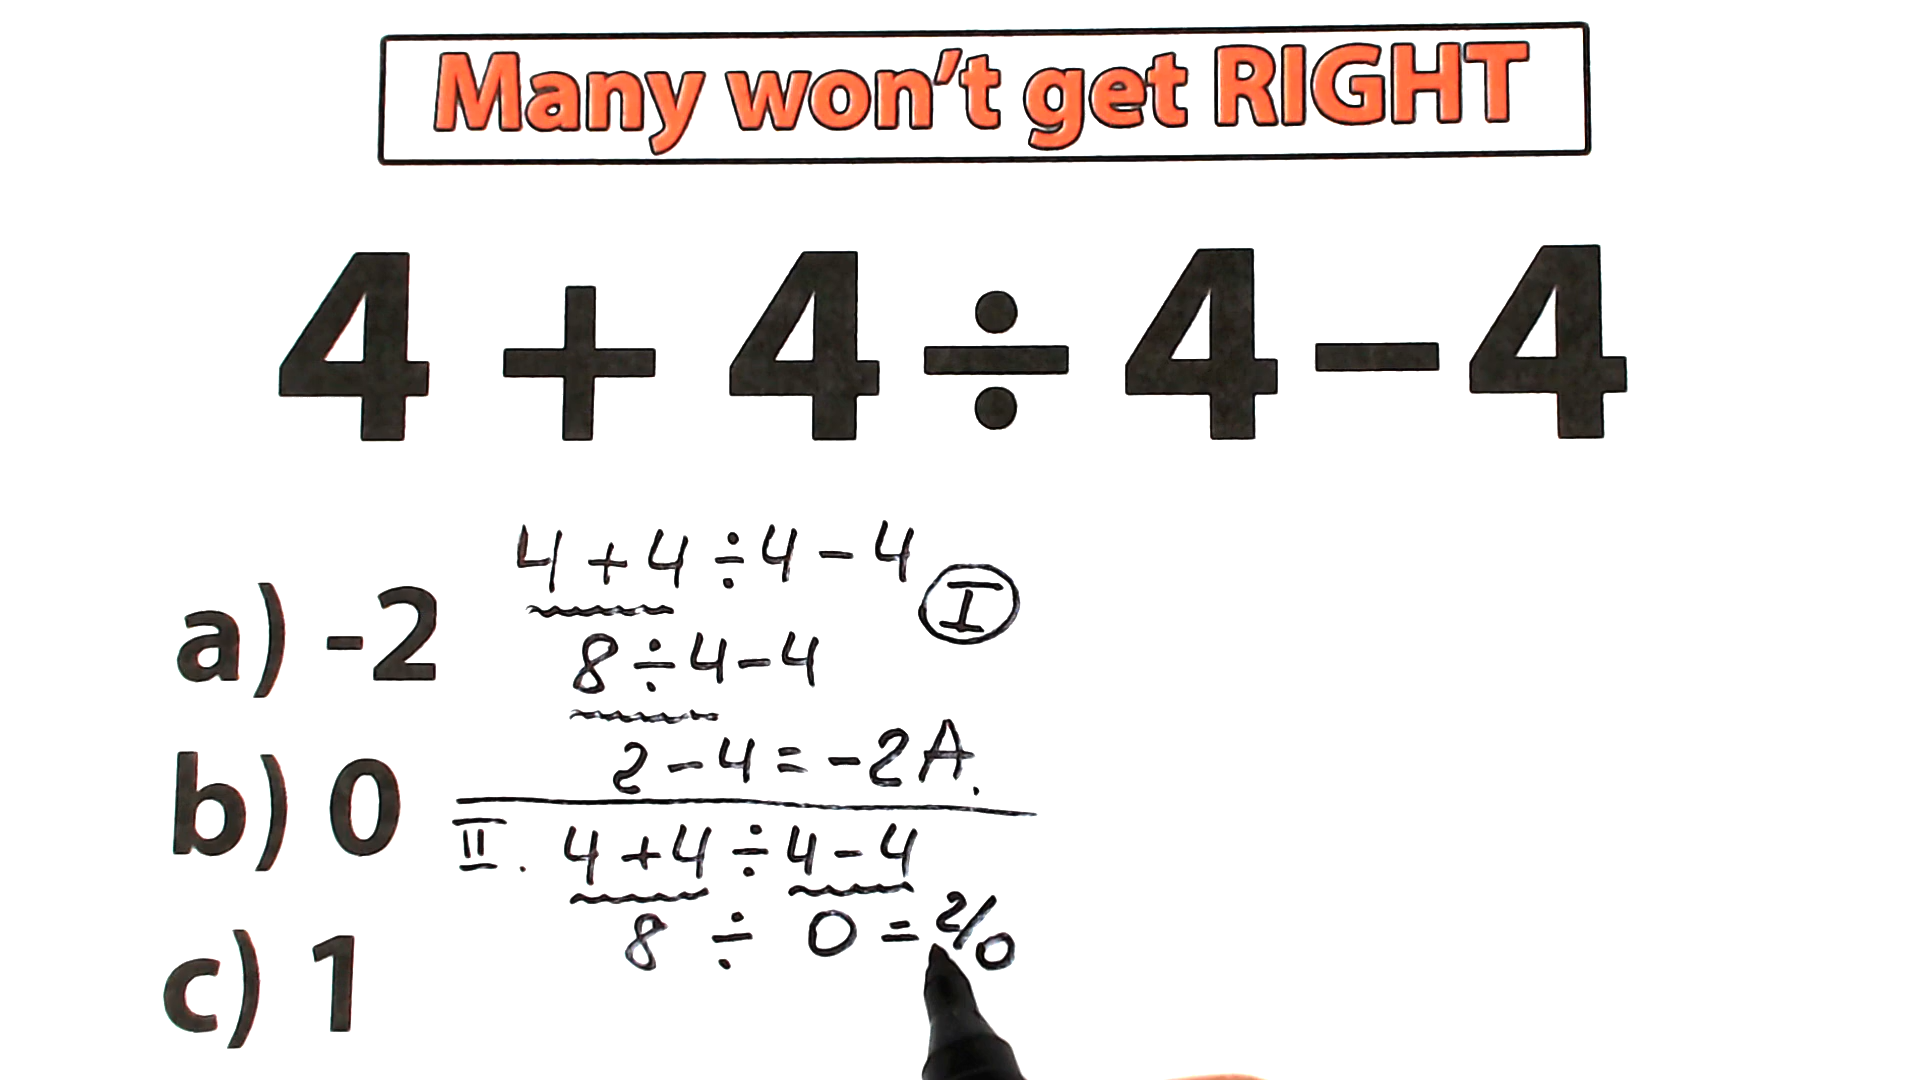 Many won't get RIGHT
4 + 4 ÷ 4 − 4
a) -2
b) 0
c) 1
4 + 4 ÷ 4 − 4 I
8 ÷ 4 − 4
2 − 4 = −2 A.
II. 4 + 4 ÷ 4 − 4
8 ÷ 0 = 2/0